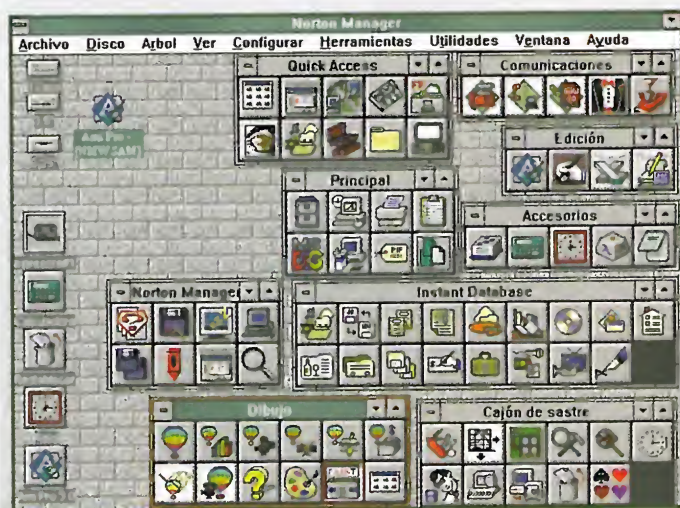 Norton Manager
Archivo Disco Arbol Ver Configurar Herramientas Utilidades Ventana Ayuda
Quick Access
Comunicaciones
Edición
Principal
Accesorios
Norton Manager
Instant Database
Dibujo
Cajón de sastre